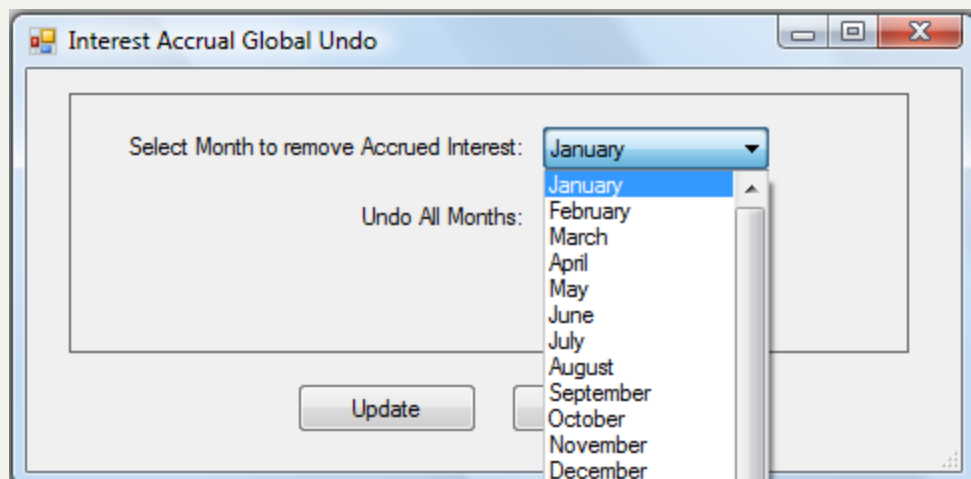 Interest Accrual Global Undo
Select Month to remove Accrued Interest:
January
January
February
March
April
May
June
July
August
September
October
November
December
Undo All Months:
Update